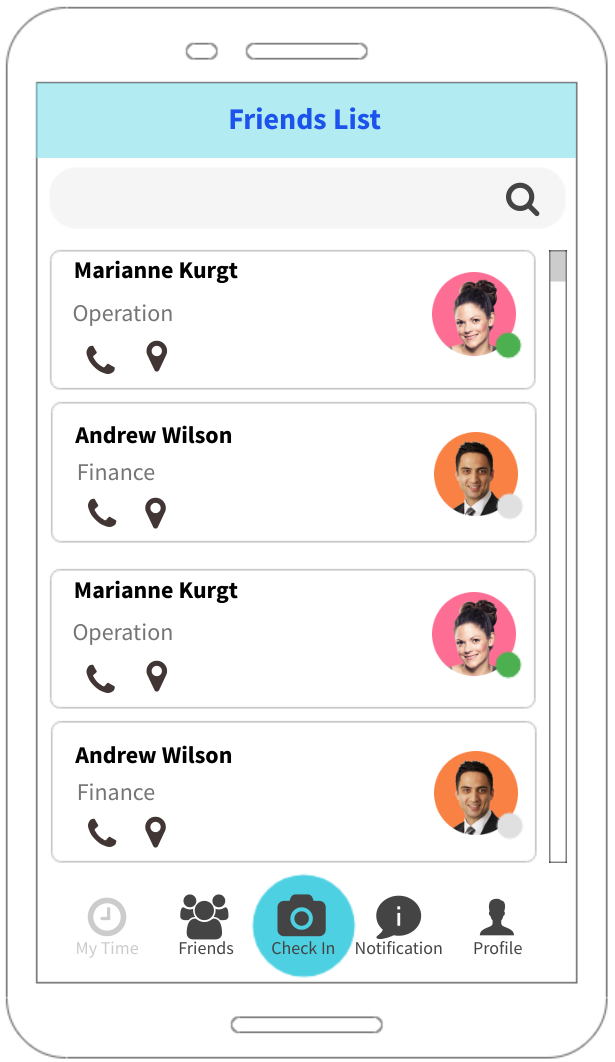 Friends List
Marianne Kurgt
Operation
Andrew Wilson
Finance
Marianne Kurgt
Operation
Andrew Wilson
Finance
My Time Friends Check In Notification Profile